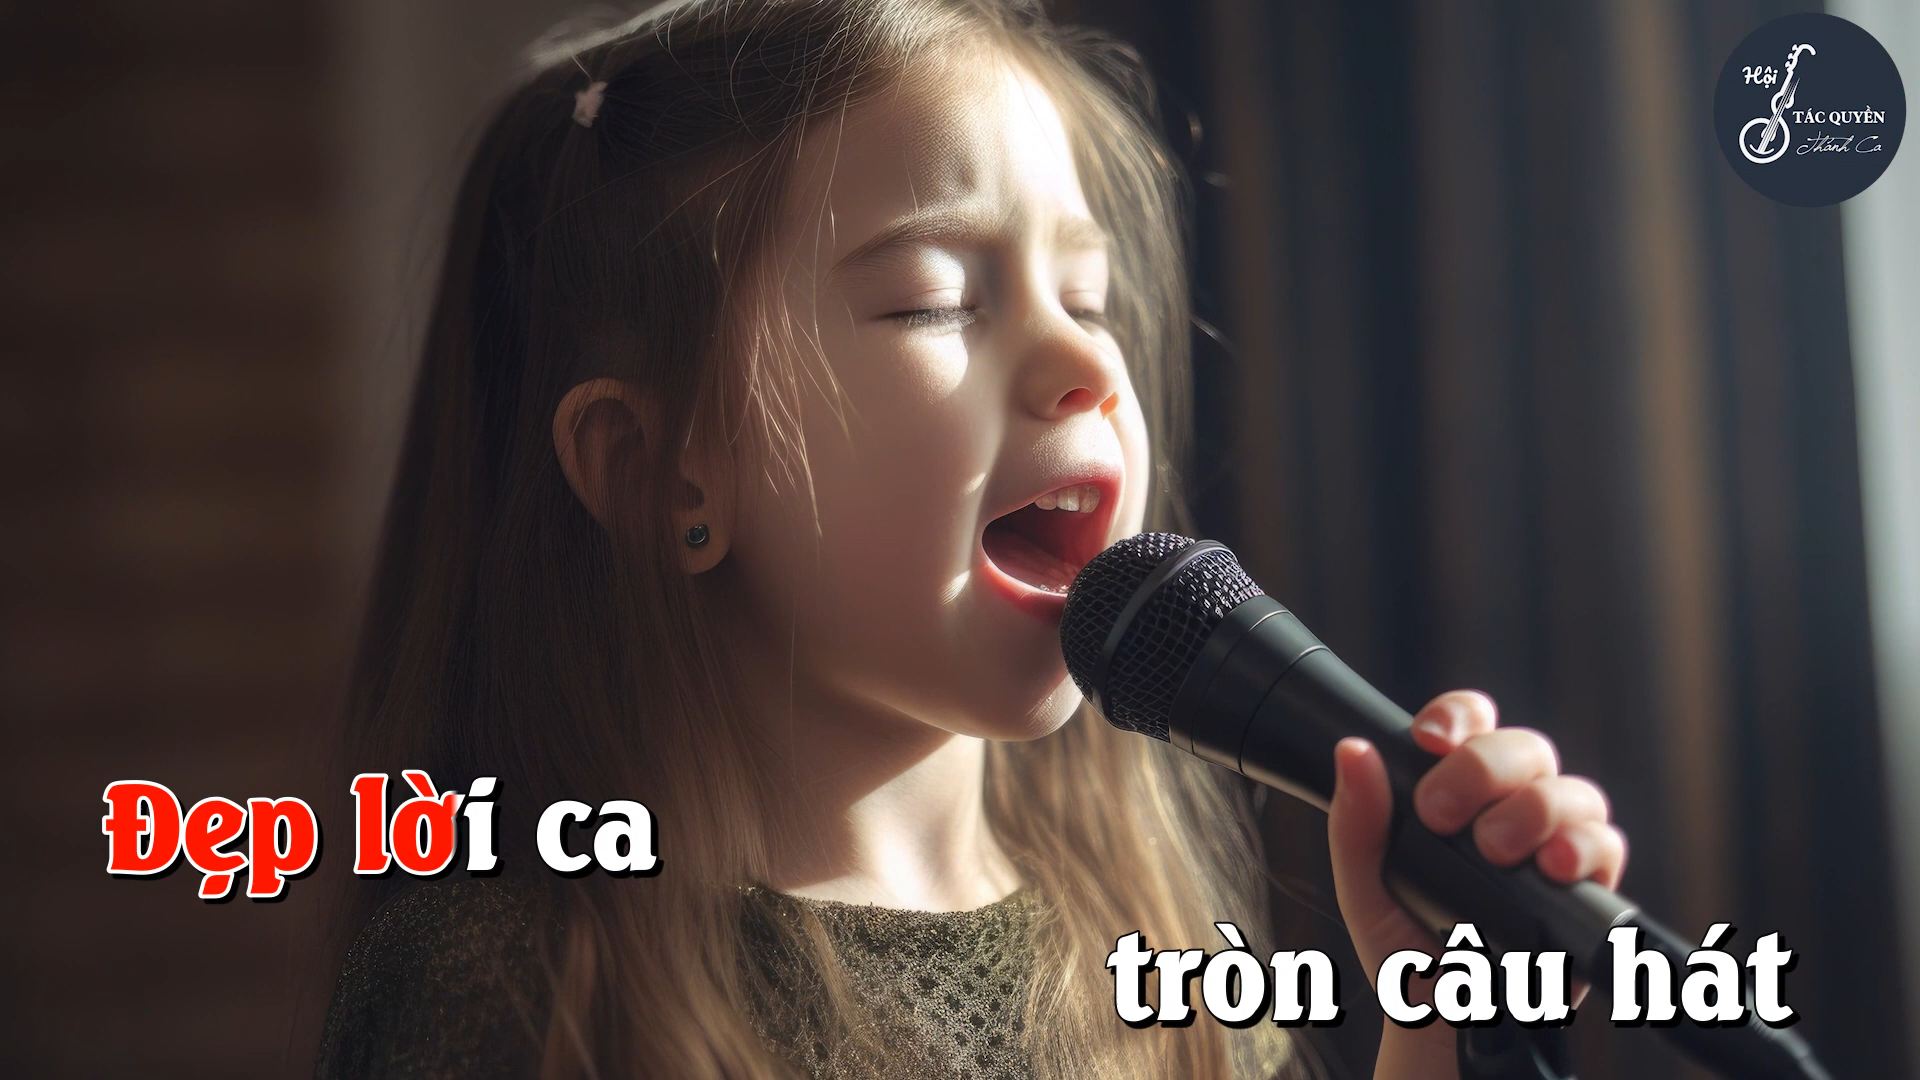 Hội
TÁC QUYỀN
Thánh Ca
Đẹp lời ca
tròn câu hát